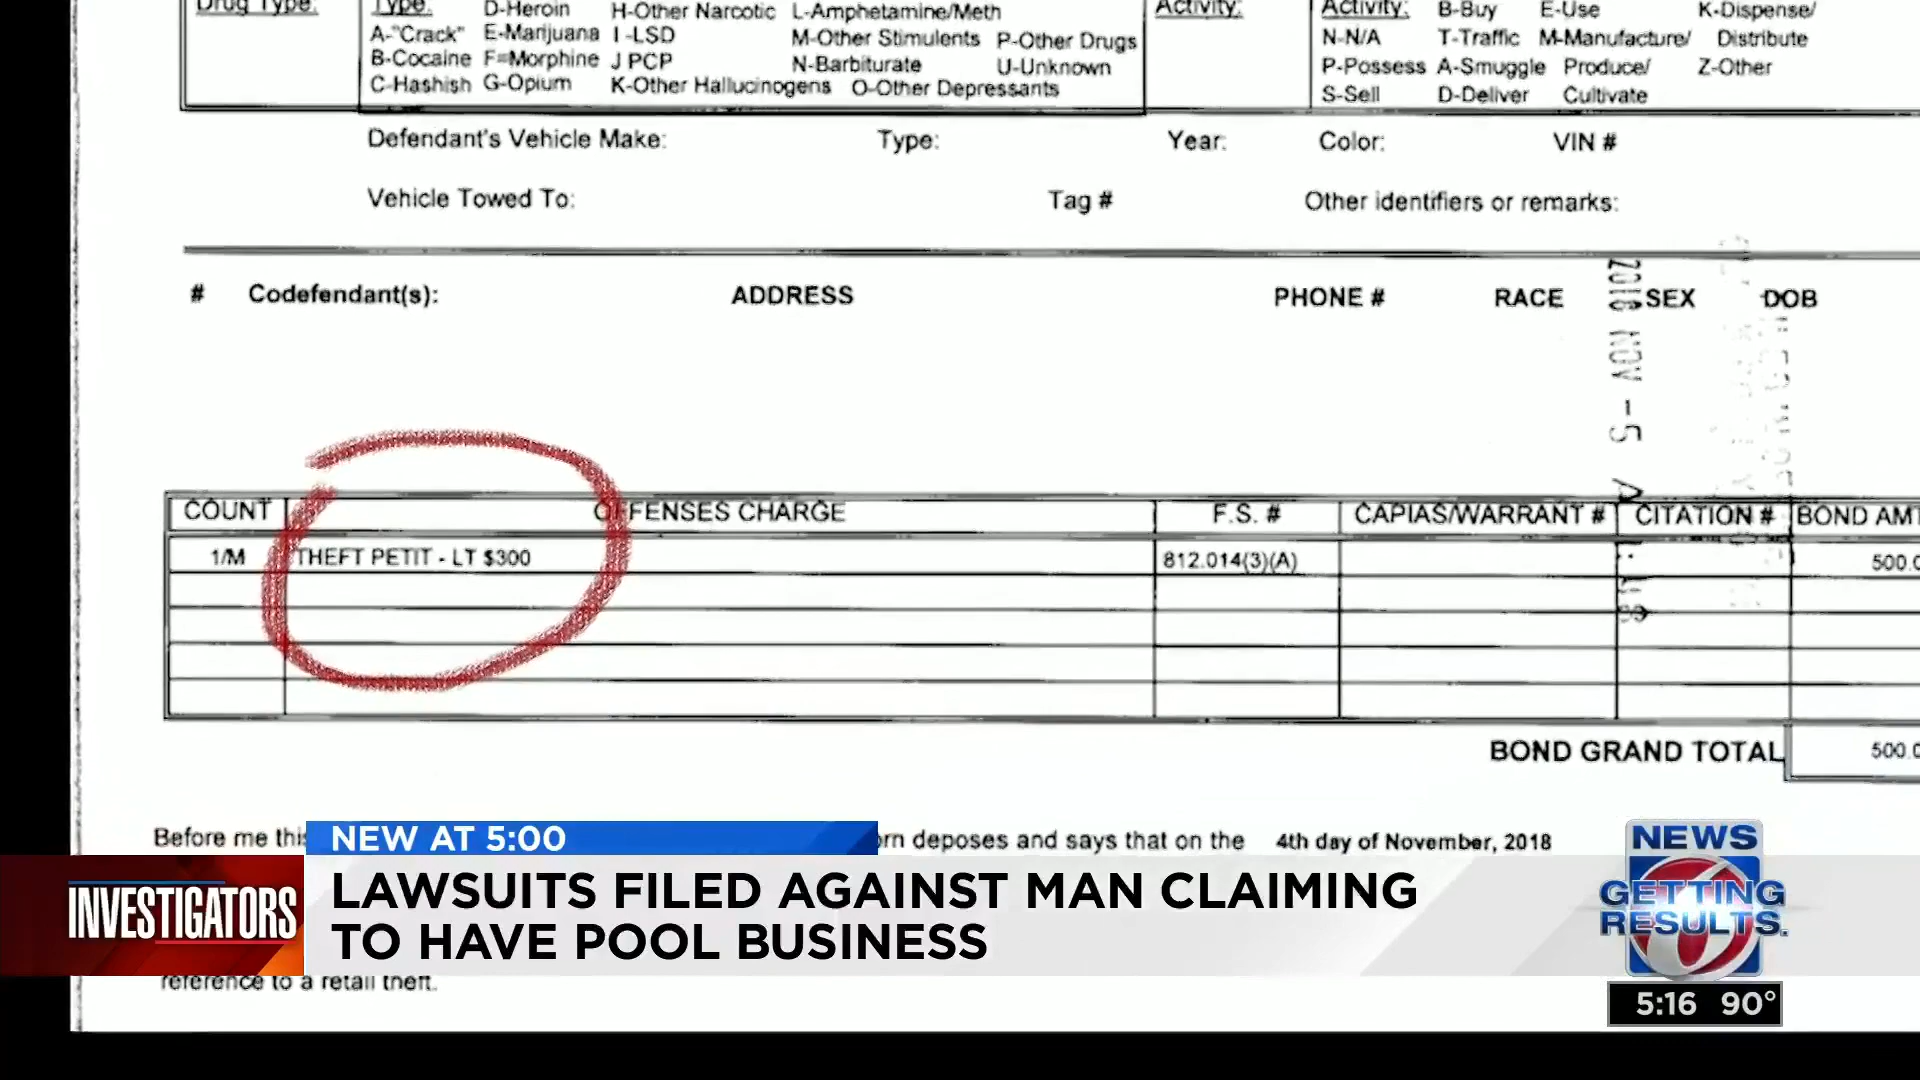 Drug Type: Type: D-Heroin H-Other Narcotic L-Amphetamine/Meth Activity: Activity: B-Buy E-Use K-Dispense/
A-"Crack" E-Marijuana I -LSD M-Other Stimulents P-Other Drugs N-N/A T-Traffic M-Manufacture/ Distribute
B-Cocaine F=Morphine J PCP N-Barbiturate U-Unknown P-Possess A-Smuggle Produce/ Z-Other
C-Hashish G-Opium K-Other Hallucinogens O-Other Depressants S-Sell D-Deliver Cultivate
Defendant's Vehicle Make: Type: Year: Color: VIN #
Vehicle Towed To: Tag # Other identifiers or remarks:
# Codefendant(s): ADDRESS PHONE # RACE SEX DOB
2018 NOV -5 A
COUNT OFFENSES CHARGE F.S. # CAPIAS/WARRANT # CITATION # BOND AMT
1/M THEFT PETIT - LT $300 812.014(3)(A) 500.0
BOND GRAND TOTAL 500.0
Before me this rn deposes and says that on the 4th day of November, 2018
NEW AT 5:00
INVESTIGATORS
LAWSUITS FILED AGAINST MAN CLAIMING
TO HAVE POOL BUSINESS
reference to a retail theft.
NEWS
GETTING
RESULTS.
6
5:16 90°